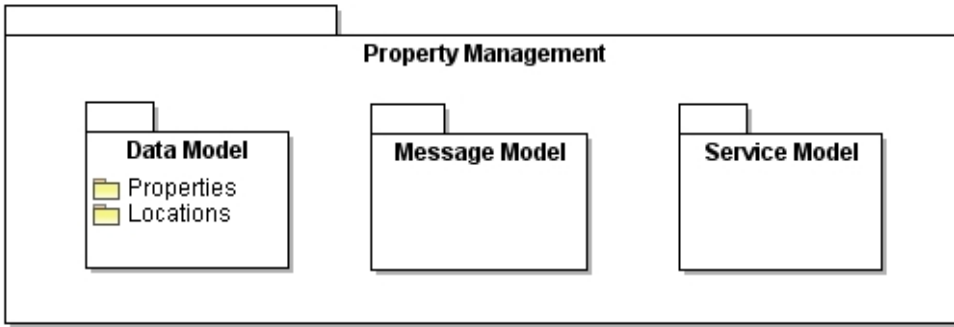 Property Management
Data Model
Properties
Locations
Message Model
Service Model